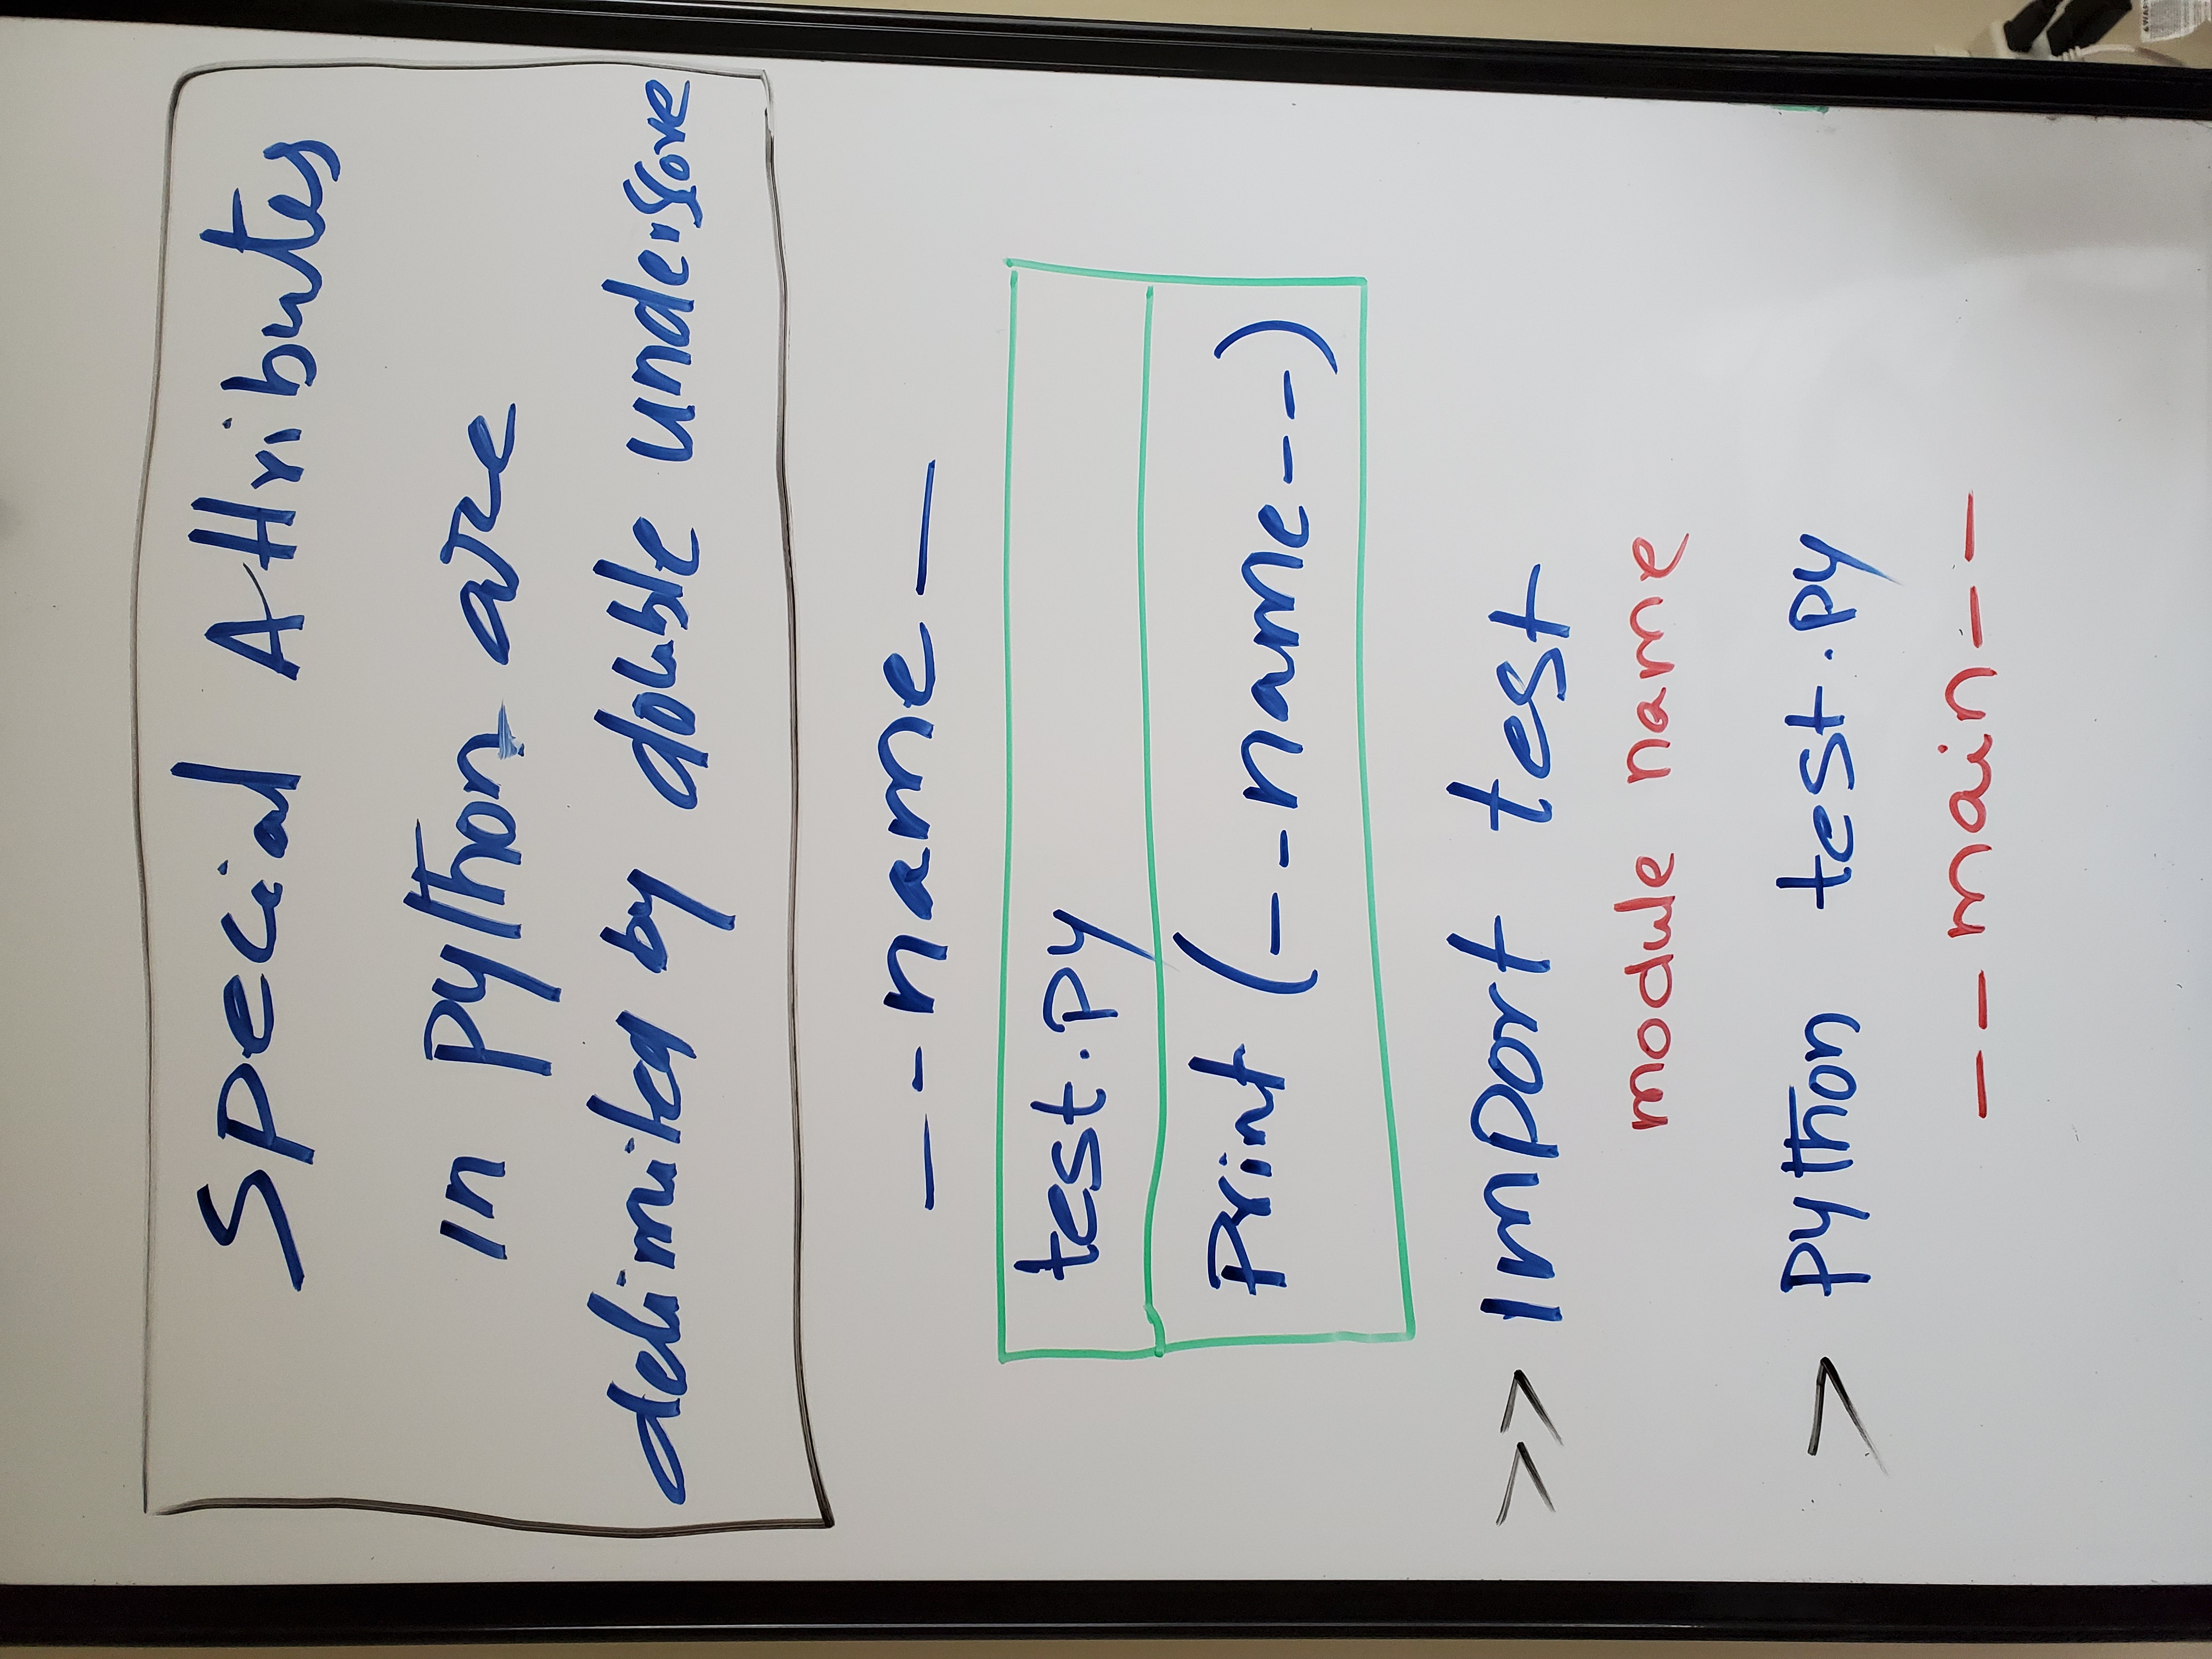 Special Attributes
in python are
delimited by double underscore
__name__
test.py
Print (__name__)
>> import test
module name
> python test.py
__main__